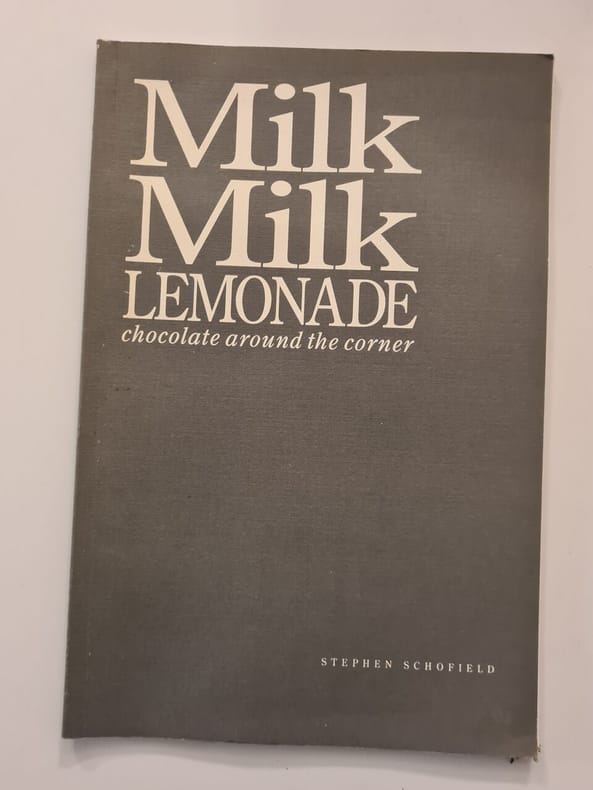 Milk
Milk
LEMONADE
chocolate around the corner
STEPHEN SCHOFIELD